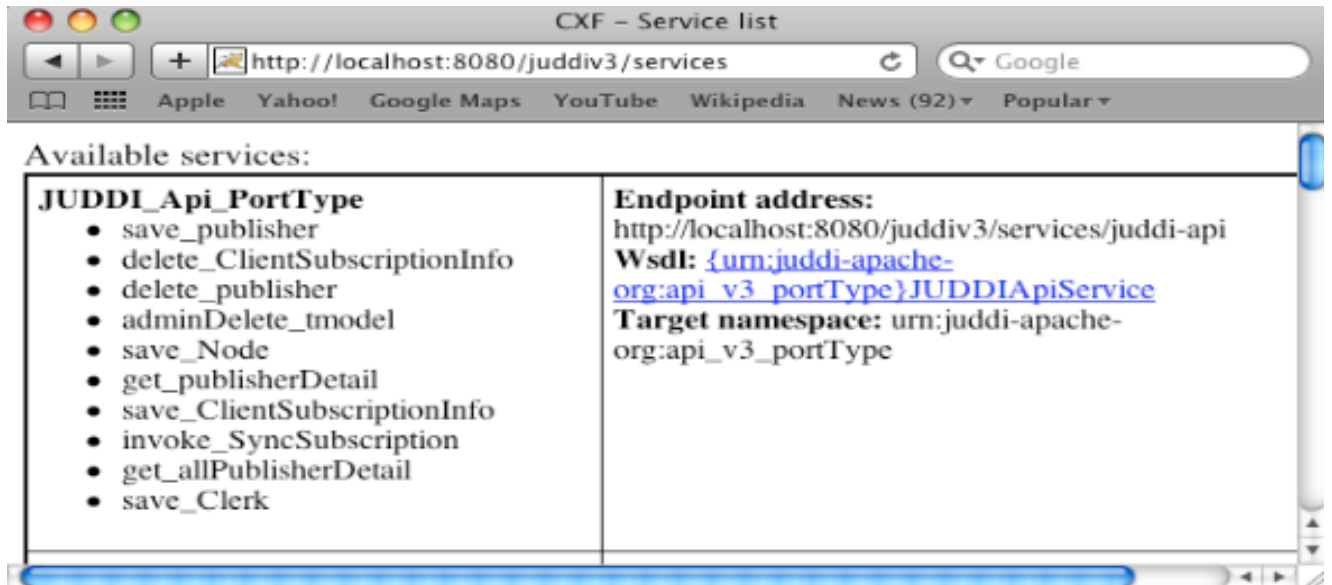 CXF – Service list
http://localhost:8080/juddiv3/services
Google
Apple Yahoo! Google Maps YouTube Wikipedia News (92) Popular
Available services:
JUDDI_Api_PortType
• save_publisher
• delete_ClientSubscriptionInfo
• delete_publisher
• adminDelete_tmodel
• save_Node
• get_publisherDetail
• save_ClientSubscriptionInfo
• invoke_SyncSubscription
• get_allPublisherDetail
• save_Clerk
Endpoint address:
http://localhost:8080/juddiv3/services/juddi-api
Wsdl: {urn:juddi-apache-
org:api_v3_portType}JUDDIApiService
Target namespace: urn:juddi-apache-
org:api_v3_portType